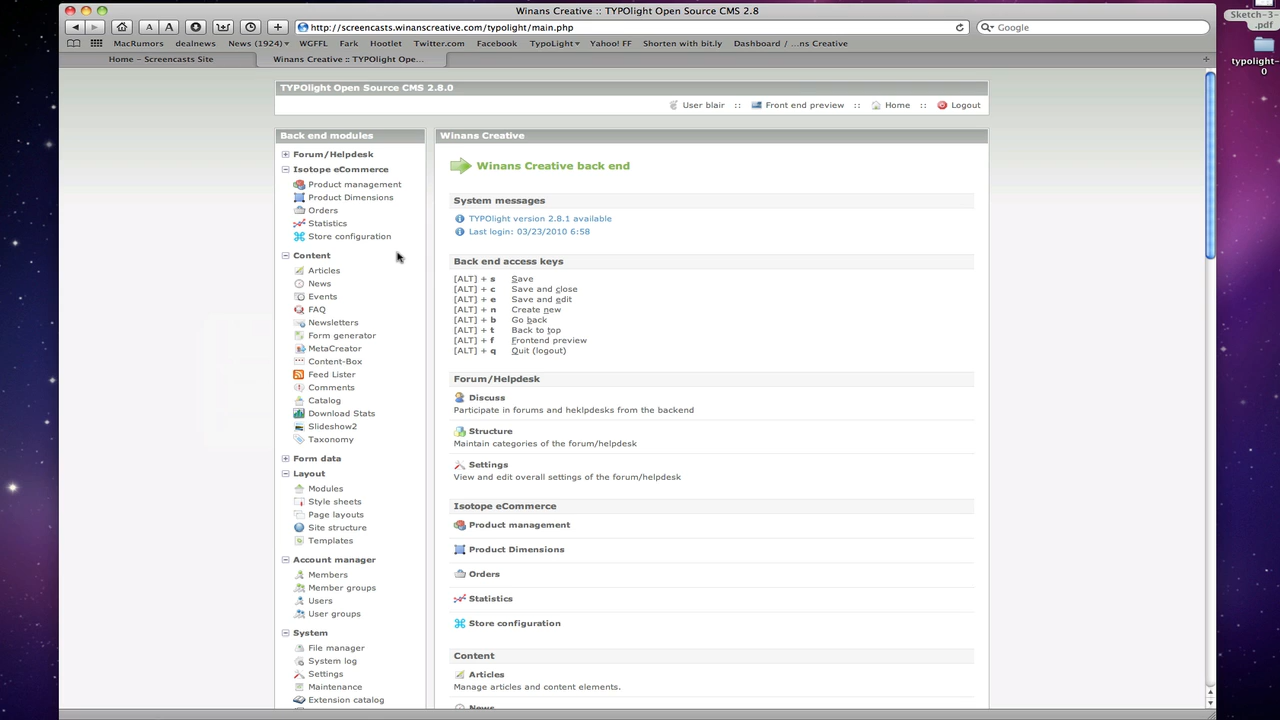 Winans Creative :: TYPOlight Open Source CMS 2.8
Sketch-3-
.pdf
A A http://screencasts.winanscreative.com/typolight/main.php Google
MacRumors dealnews News (1924) WGFFL Fark Hootlet Twitter.com Facebook TypoLight Yahoo! FF Shorten with bit.ly Dashboard / ...ns Creative
typolight-
0
Home – Screencasts Site Winans Creative :: TYPOlight Ope...
TYPOlight Open Source CMS 2.8.0
User blair :: Front end preview :: Home :: Logout
Back end modules
Forum/Helpdesk
Isotope eCommerce
Product management
Product Dimensions
Orders
Statistics
Store configuration
Content
Articles
News
Events
FAQ
Newsletters
Form generator
MetaCreator
Content-Box
Feed Lister
Comments
Catalog
Download Stats
Slideshow2
Taxonomy
Form data
Layout
Modules
Style sheets
Page layouts
Site structure
Templates
Account manager
Members
Member groups
Users
User groups
System
File manager
System log
Settings
Maintenance
Extension catalog
Winans Creative
Winans Creative back end
System messages
TYPOlight version 2.8.1 available
Last login: 03/23/2010 6:58
Back end access keys
[ALT] + s Save
[ALT] + c Save and close
[ALT] + e Save and edit
[ALT] + n Create new
[ALT] + b Go back
[ALT] + t Back to top
[ALT] + f Frontend preview
[ALT] + q Quit (logout)
Forum/Helpdesk
Discuss
Participate in forums and heklpdesks from the backend
Structure
Maintain categories of the forum/helpdesk
Settings
View and edit overall settings of the forum/helpdesk
Isotope eCommerce
Product management
Product Dimensions
Orders
Statistics
Store configuration
Content
Articles
Manage articles and content elements.
News